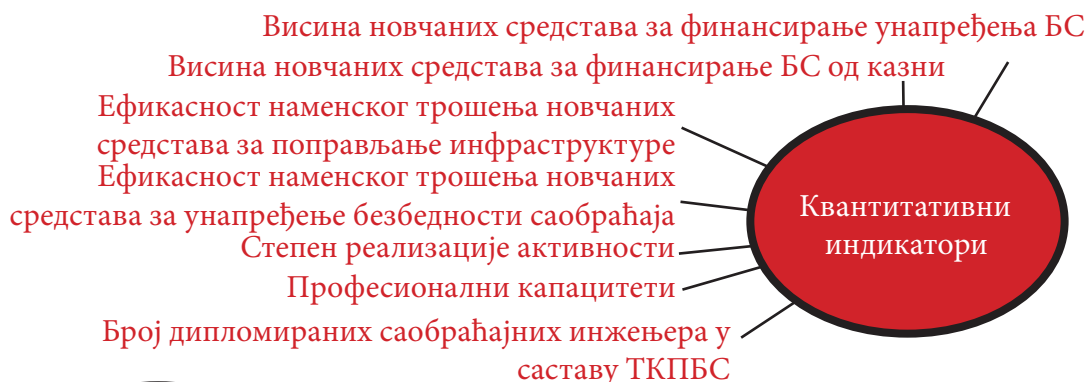 Висина новчаних средстава за финансирање унапређења БС
Висина новчаних средстава за финансирање БС од казни
Ефикасност наменског трошења новчаних
средстава за поправљање инфраструктуре
Ефикасност наменског трошења новчаних
средстава за унапређење безбедности саобраћаја
Степен реализације активности
Професионални капацитети
Број дипломираних саобраћајних инжењера у
саставу ТКПБС
Квантитативни
индикатори